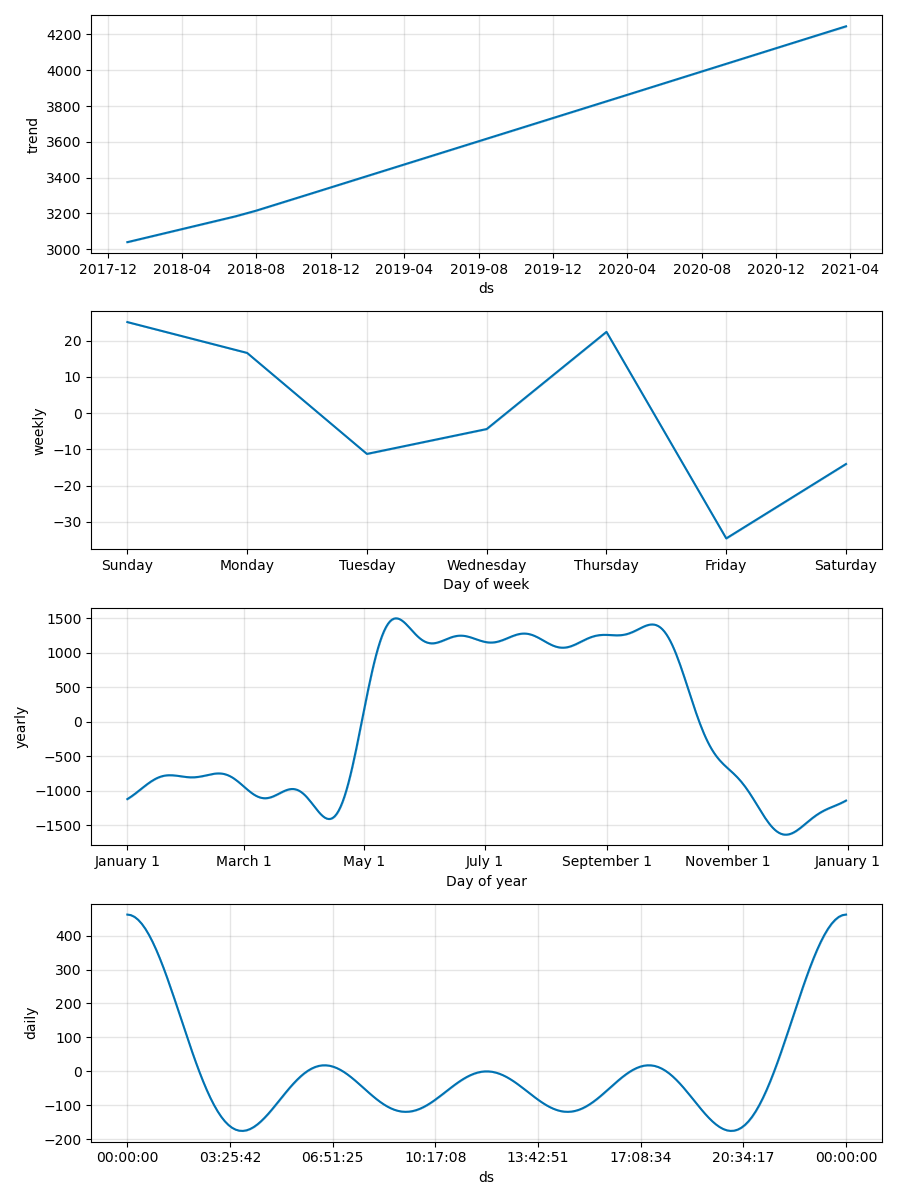 4200
4000
3800
3600
3400
3200
3000
trend
2017-12 2018-04 2018-08 2018-12 2019-04 2019-08 2019-12 2020-04 2020-08 2020-12 2021-04
ds
20
10
0
−10
−20
−30
weekly
Sunday Monday Tuesday Wednesday Thursday Friday Saturday
Day of week
1500
1000
500
0
−500
−1000
−1500
yearly
January 1 March 1 May 1 July 1 September 1 November 1 January 1
Day of year
400
300
200
100
0
−100
−200
daily
00:00:00 03:25:42 06:51:25 10:17:08 13:42:51 17:08:34 20:34:17 00:00:00
ds